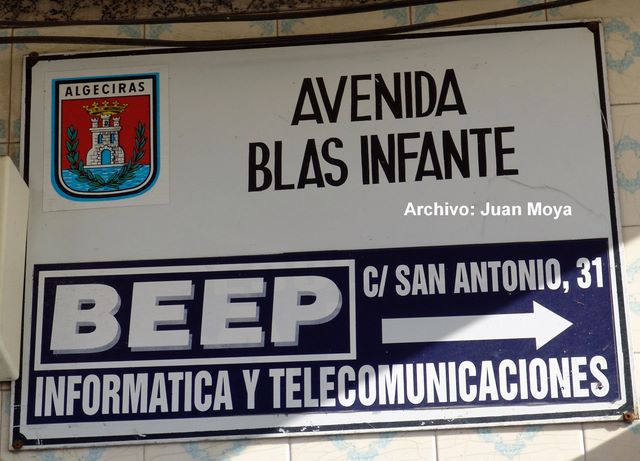 ALGECIRAS
AVENIDA
BLAS INFANTE
Archivo: Juan Moya
BEEP
C/ SAN ANTONIO, 31
INFORMATICA Y TELECOMUNICACIONES